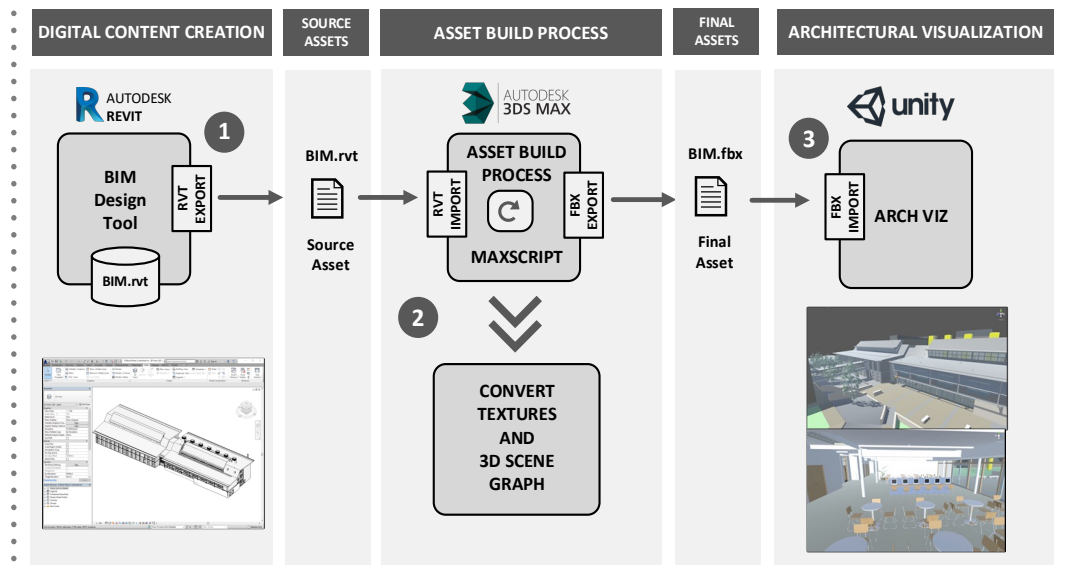 DIGITAL CONTENT CREATION
SOURCE
ASSETS
ASSET BUILD PROCESS
FINAL
ASSETS
ARCHITECTURAL VISUALIZATION
AUTODESK
REVIT
1
BIM
Design
Tool
RVT
EXPORT
BIM.rvt
BIM.rvt
Source
Asset
AUTODESK
3DS MAX
ASSET BUILD
PROCESS
RVT
IMPORT
FBX
EXPORT
MAXSCRIPT
2
CONVERT
TEXTURES
AND
3D SCENE
GRAPH
BIM.fbx
Final
Asset
unity
3
FBX
IMPORT
ARCH VIZ